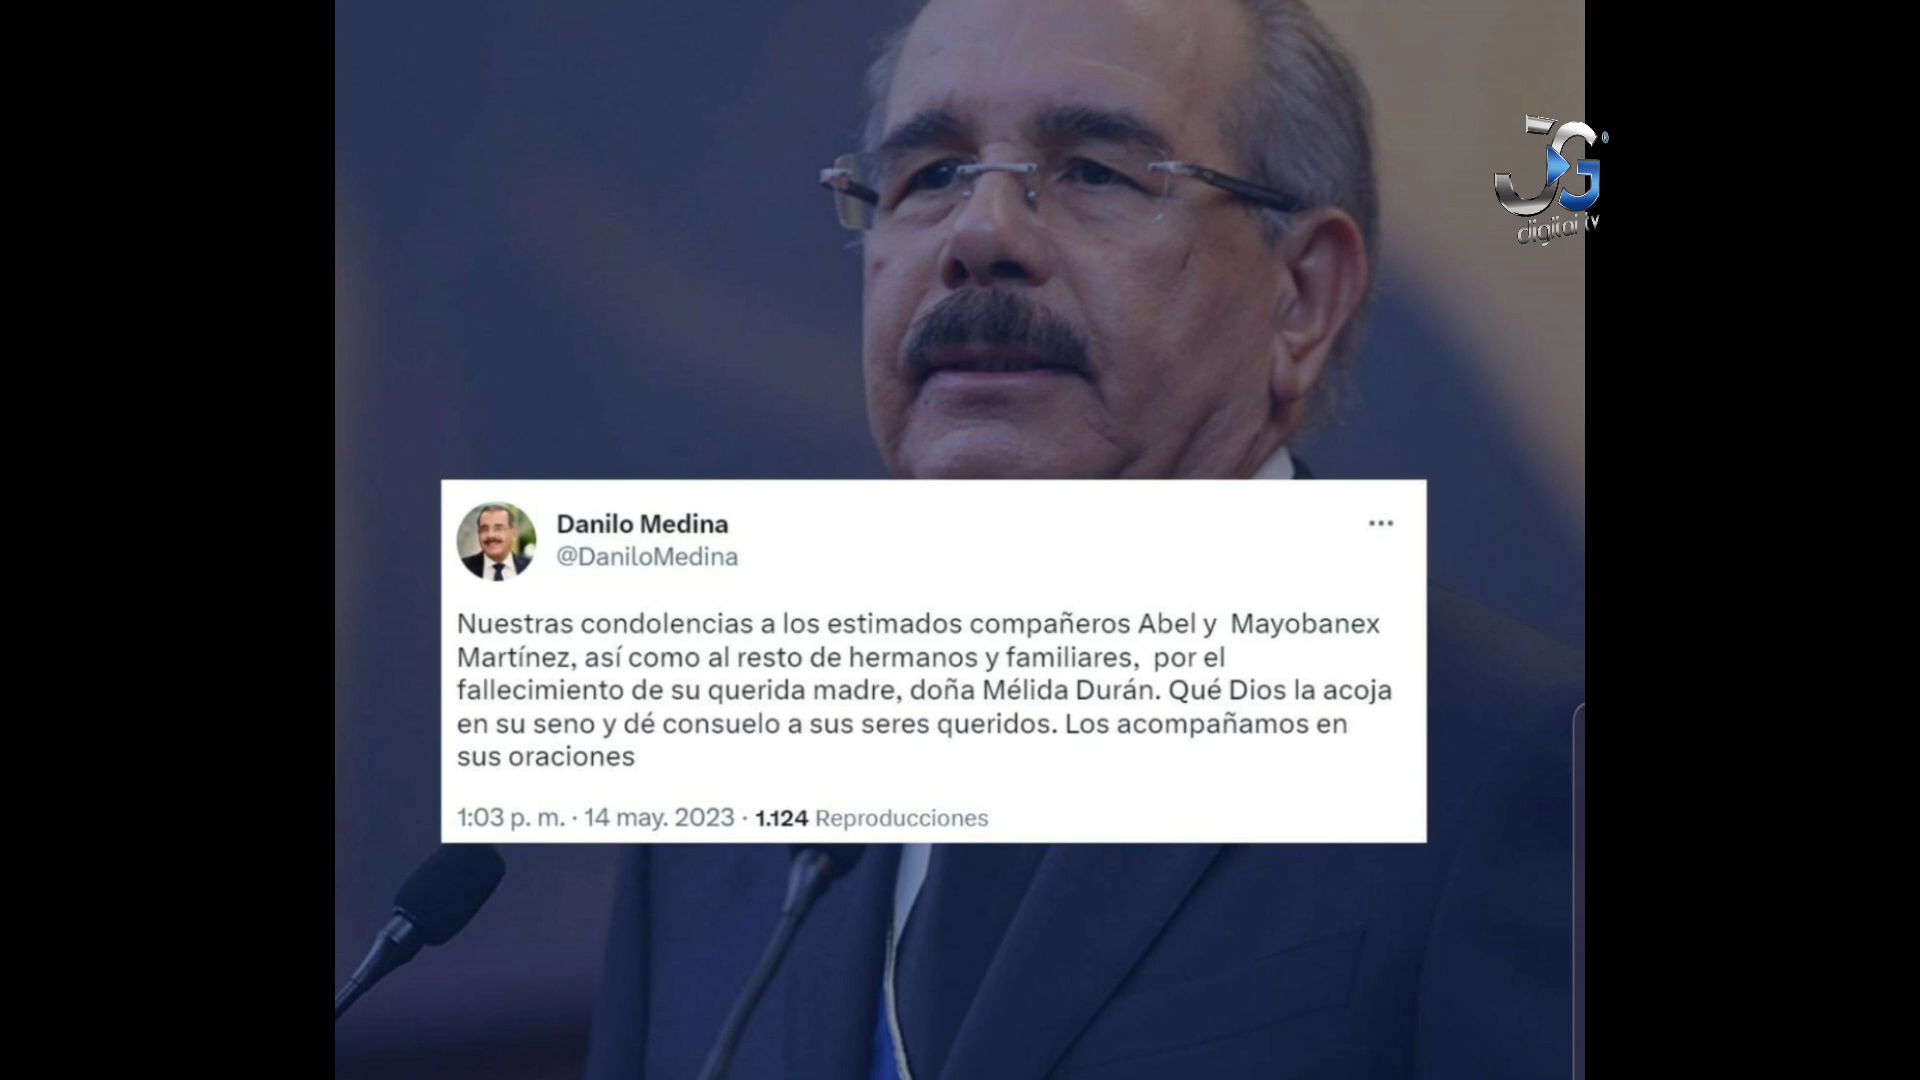 JG
digital tv
Danilo Medina
@DaniloMedina
Nuestras condolencias a los estimados compañeros Abel y  Mayobanex
Martínez, así como al resto de hermanos y familiares,  por el
fallecimiento de su querida madre, doña Mélida Durán. Qué Dios la acoja
en su seno y dé consuelo a sus seres queridos. Los acompañamos en
sus oraciones
1:03 p. m. · 14 may. 2023 · 1.124 Reproducciones